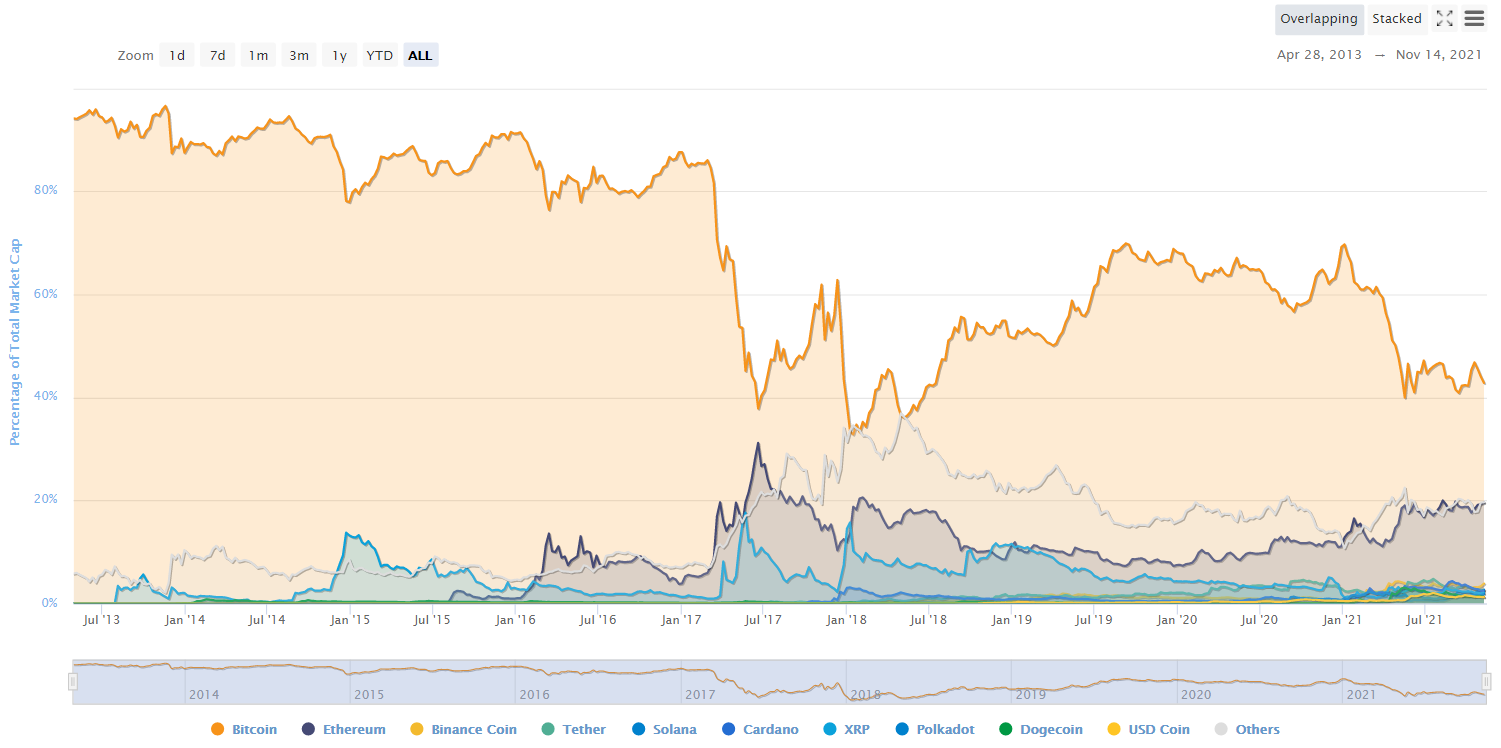 Overlapping Stacked
Zoom 1d 7d 1m 3m 1y YTD ALL
Apr 28, 2013 → Nov 14, 2021
Percentage of Total Market Cap
80%
60%
40%
20%
0%
Jul '13 Jan '14 Jul '14 Jan '15 Jul '15 Jan '16 Jul '16 Jan '17 Jul '17 Jan '18 Jul '18 Jan '19 Jul '19 Jan '20 Jul '20 Jan '21 Jul '21
2014 2015 2016 2017 2018 2019 2020 2021
Bitcoin Ethereum Binance Coin Tether Solana Cardano XRP Polkadot Dogecoin USD Coin Others